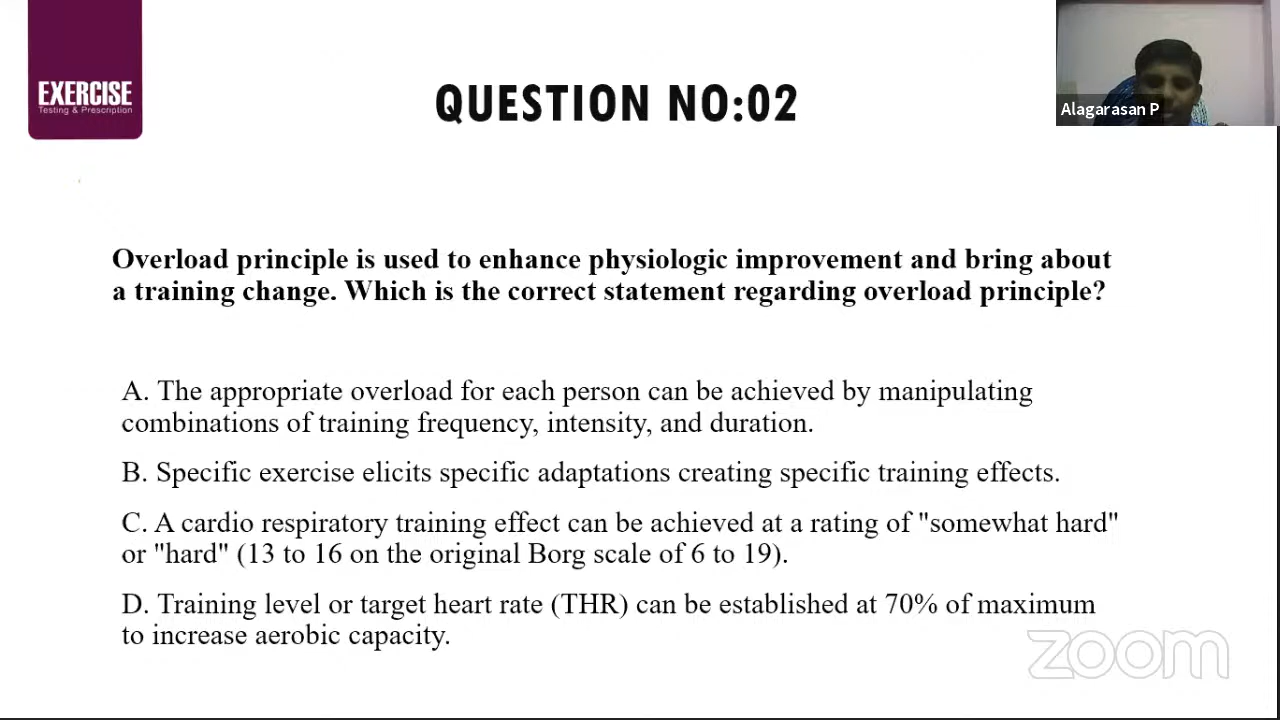 EXERCISE
Testing & Prescription
QUESTION NO:02
Alagarasan P
Overload principle is used to enhance physiologic improvement and bring about
a training change. Which is the correct statement regarding overload principle?
A. The appropriate overload for each person can be achieved by manipulating
combinations of training frequency, intensity, and duration.
B. Specific exercise elicits specific adaptations creating specific training effects.
C. A cardio respiratory training effect can be achieved at a rating of "somewhat hard"
or "hard" (13 to 16 on the original Borg scale of 6 to 19).
D. Training level or target heart rate (THR) can be established at 70% of maximum
to increase aerobic capacity.
zoom